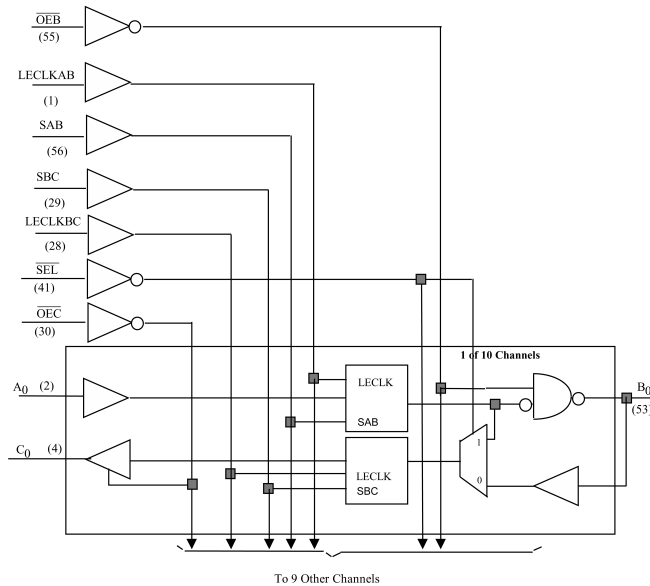 OEB
(55)
LECLKAB
(1)
SAB
(56)
SBC
(29)
LECLKBC
(28)
SEL
(41)
OEC
(30)
1 of 10 Channels
A0 (2)
LECLK
SAB
B0
(53)
C0 (4)
1
LECLK
SBC
0
To 9 Other Channels